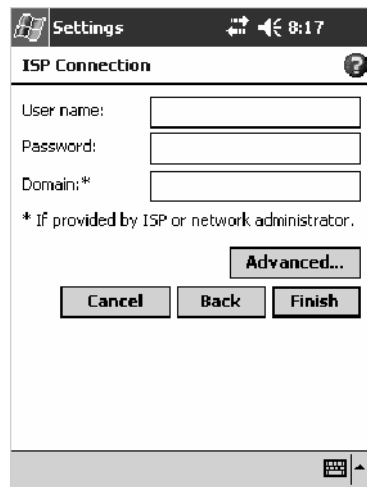 Settings 8:17
ISP Connection ?
User name:
Password:
Domain:*
* If provided by ISP or network administrator.
Advanced...
Cancel Back Finish